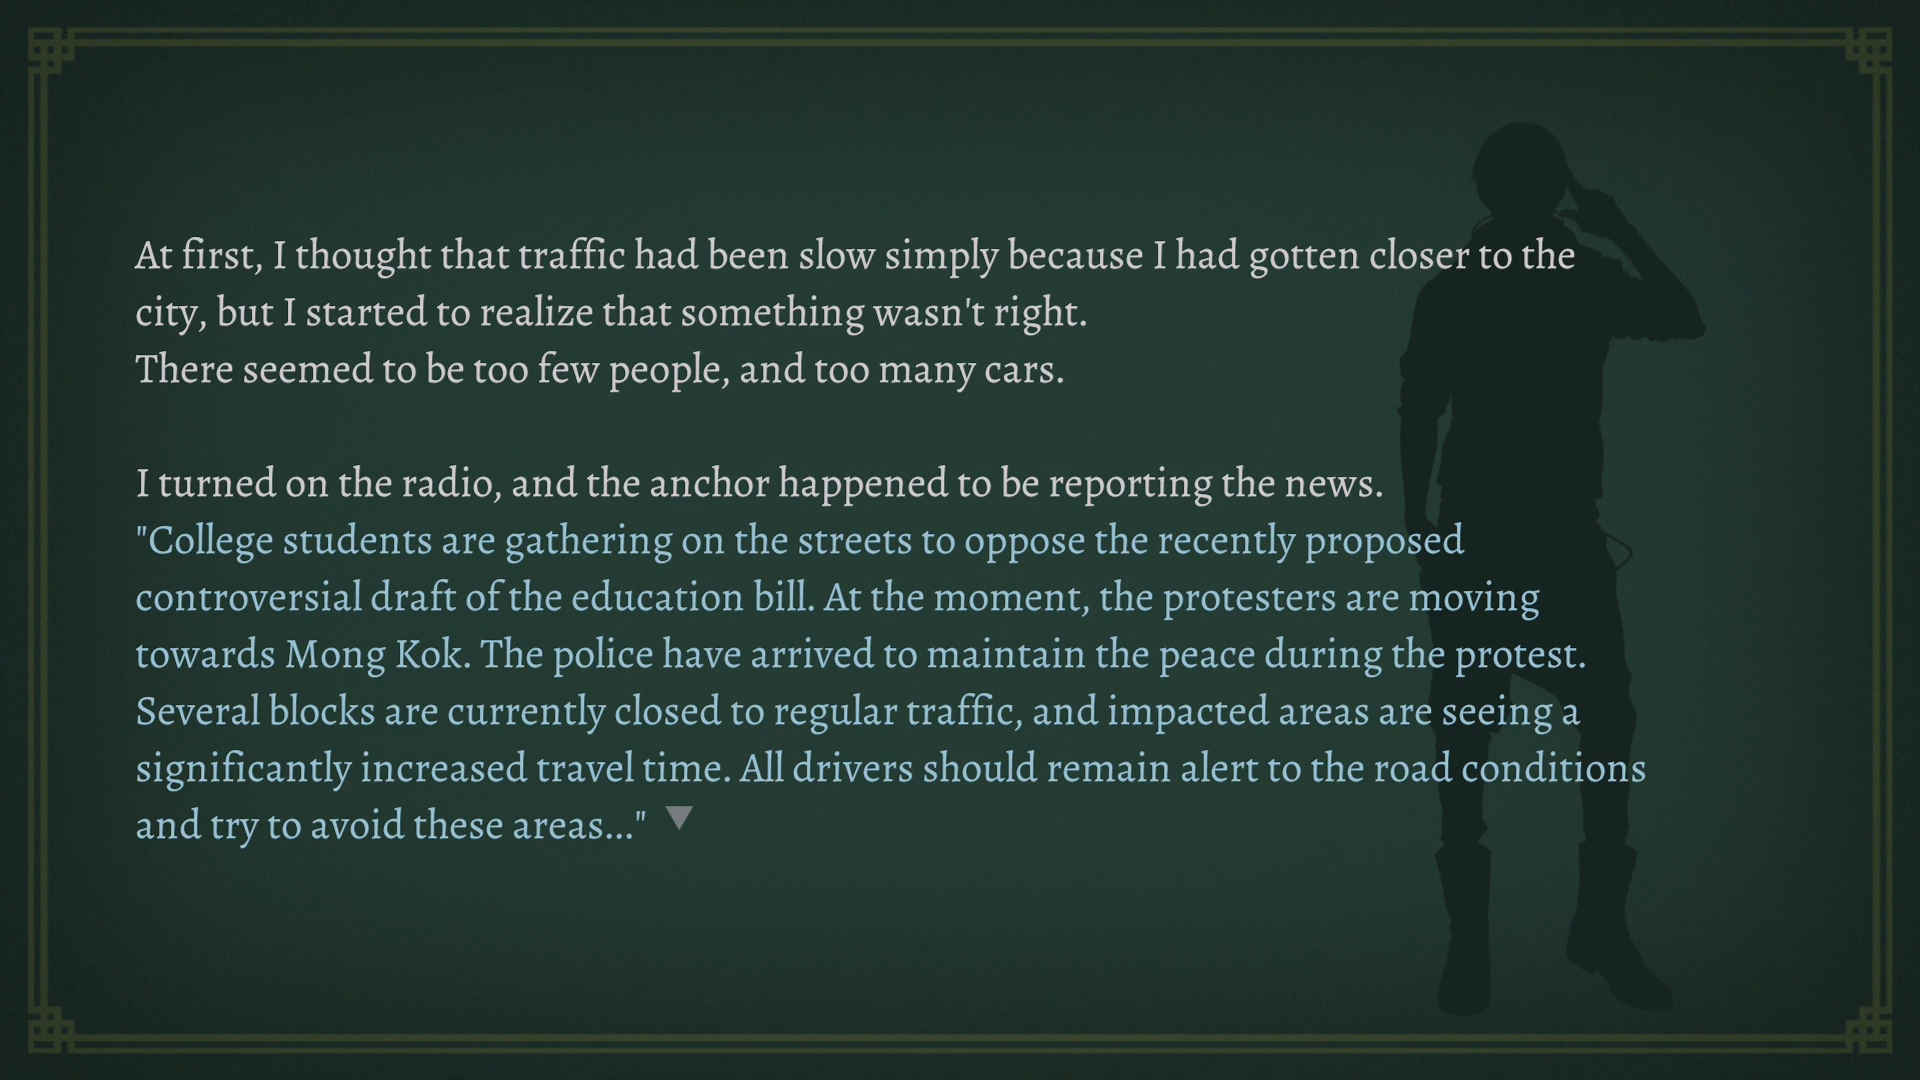 At first, I thought that traffic had been slow simply because I had gotten closer to the
city, but I started to realize that something wasn't right.
There seemed to be too few people, and too many cars.
I turned on the radio, and the anchor happened to be reporting the news.
"College students are gathering on the streets to oppose the recently proposed
controversial draft of the education bill. At the moment, the protesters are moving
towards Mong Kok. The police have arrived to maintain the peace during the protest.
Several blocks are currently closed to regular traffic, and impacted areas are seeing a
significantly increased travel time. All drivers should remain alert to the road conditions
and try to avoid these areas..."